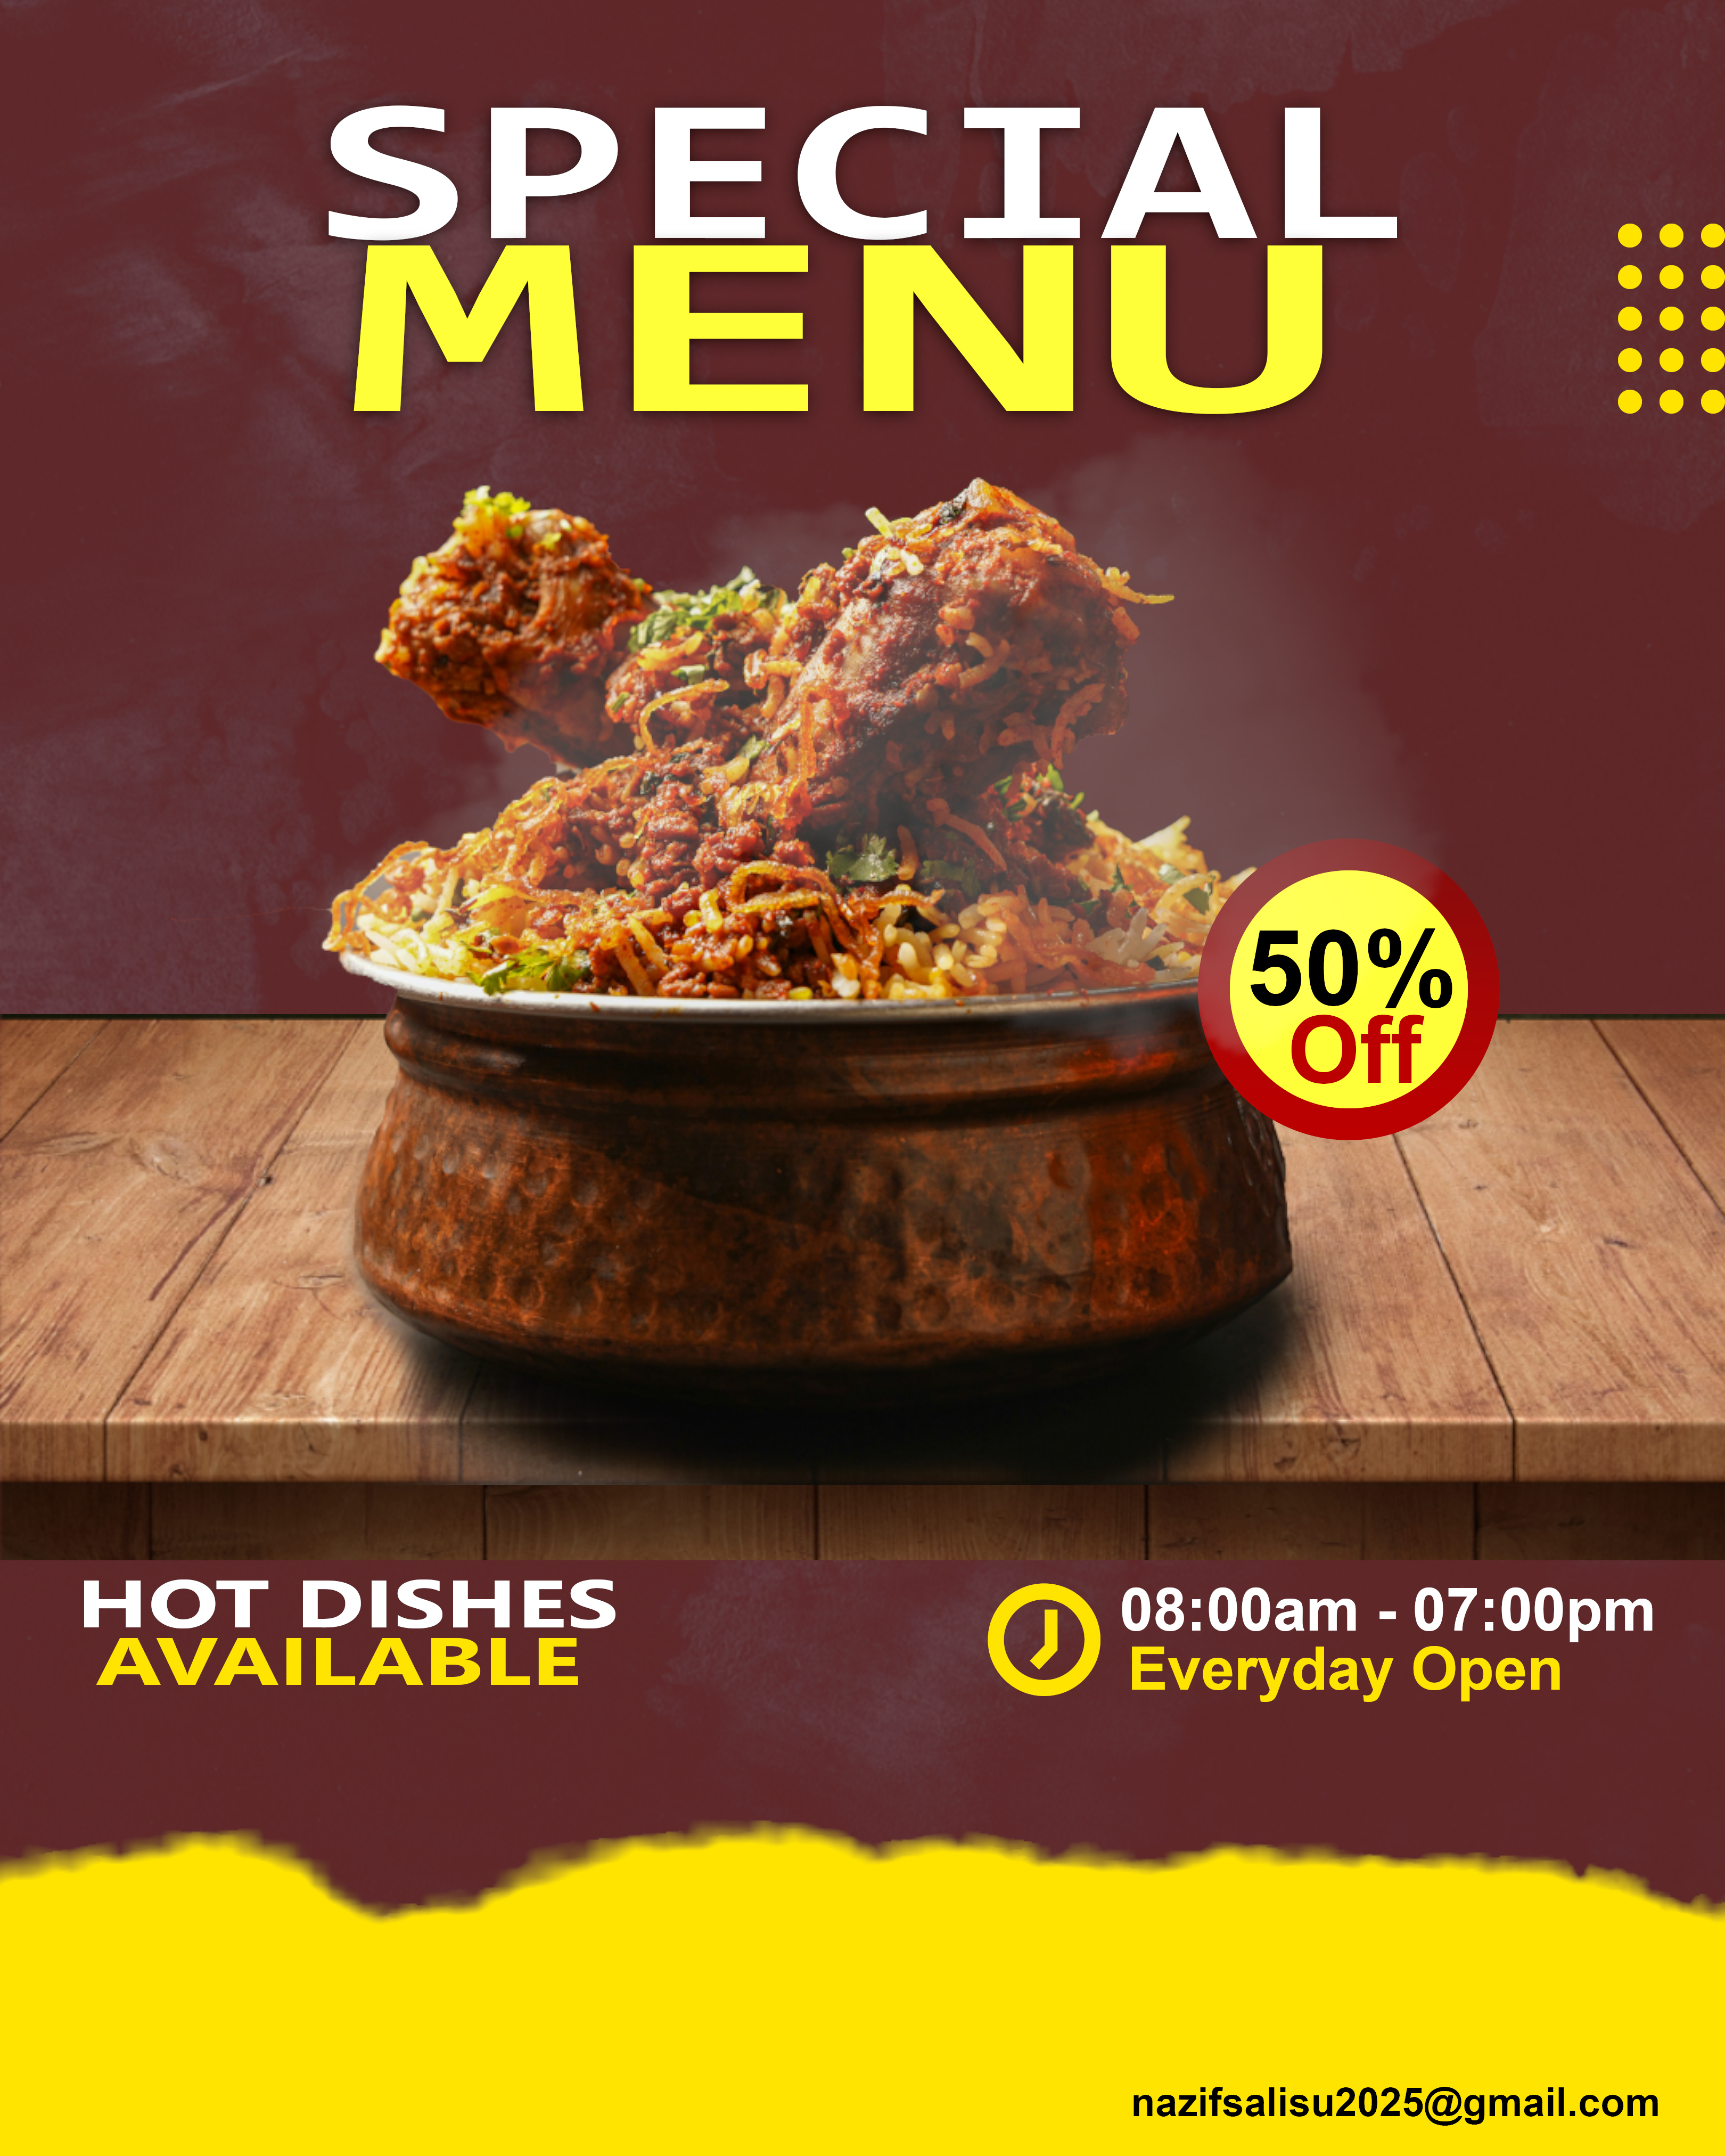 SPECIAL
MENU
50%
Off
HOT DISHES
AVAILABLE
08:00am - 07:00pm
Everyday Open
nazifsalisu2025@gmail.com